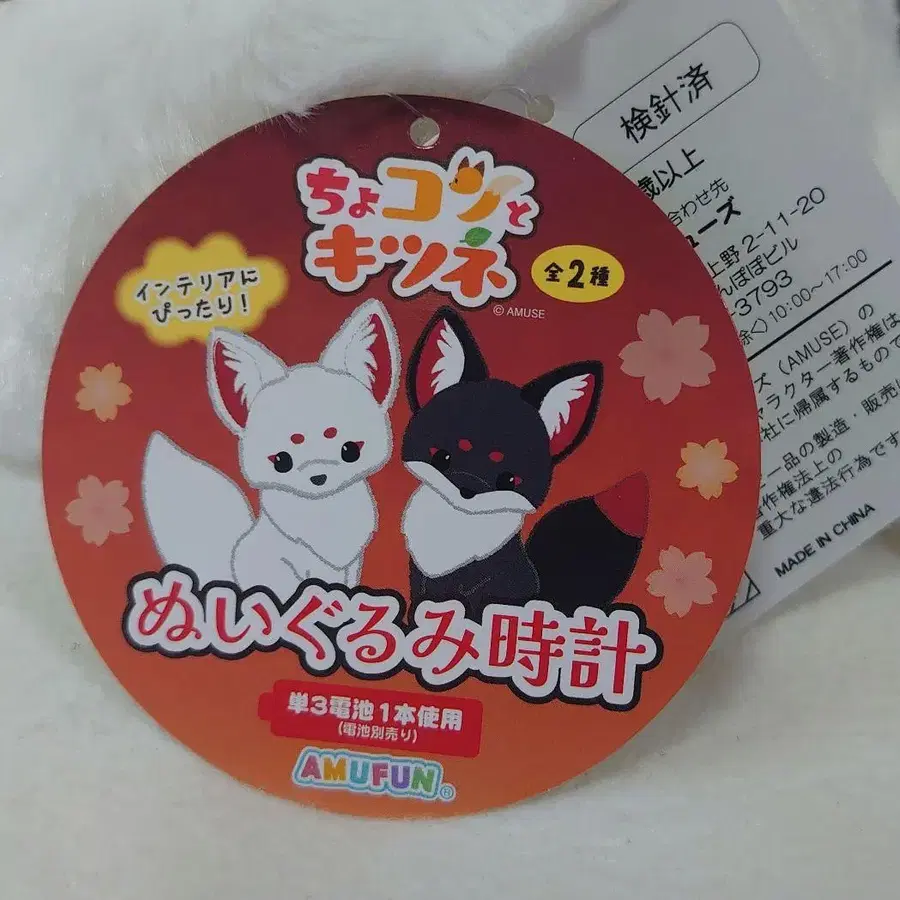 ちょコンと
キツネ
全2種
© AMUSE
インテリアに
ぴったり!
ぬいぐるみ時計
単3電池1本使用
(電池別売り)
AMUFUN
検針済
歳以上
合わせ先
ューズ
上野2-11-20
んぽぽビル
-3793
除く)10:00~17:00
ズ(AMUSE)の
ャラクター著作権は
社に帰属するもので
一品の製造・販売
作権法上の
重大な違法行為です
MADE IN CHINA